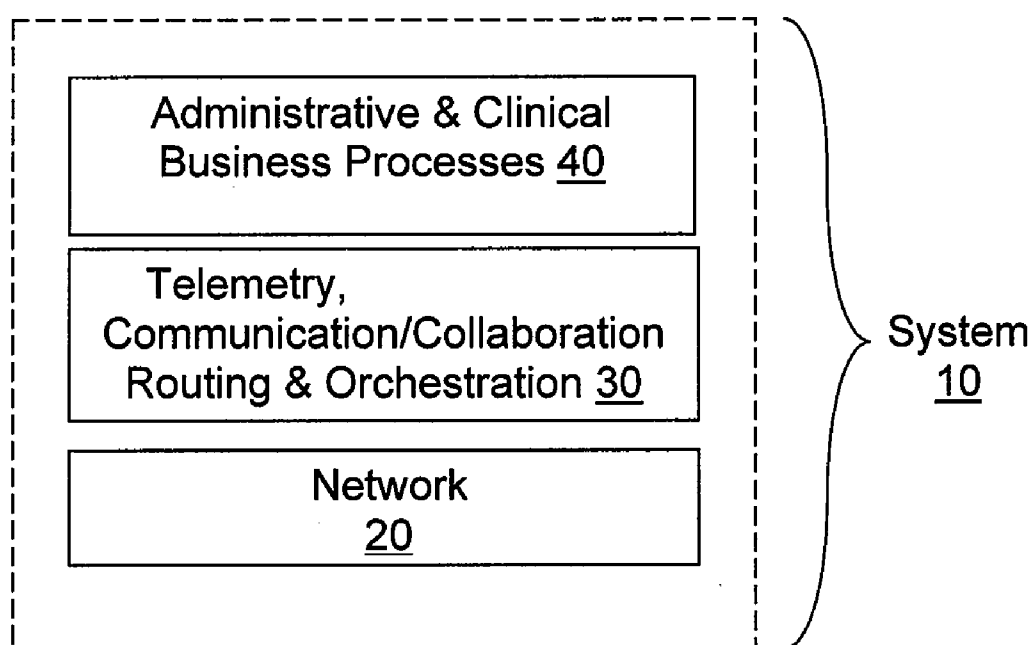 Administrative & Clinical
Business Processes 40
Telemetry,
Communication/Collaboration
Routing & Orchestration 30
Network
20
System
10